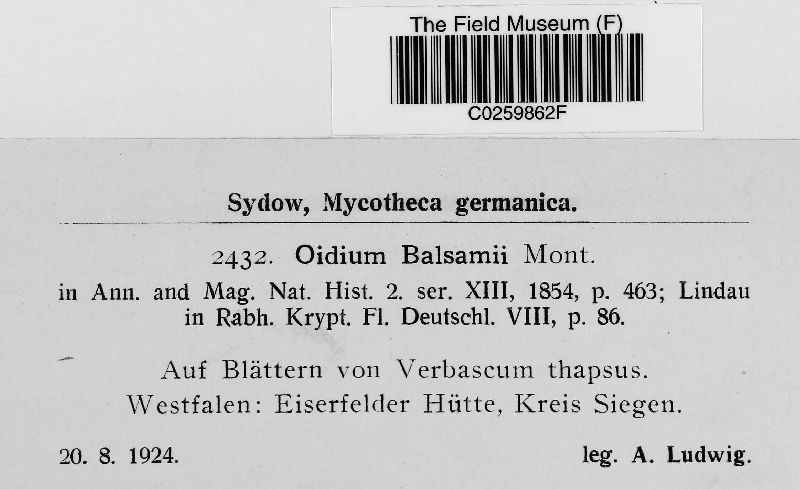 The Field Museum (F)
C0259862F
Sydow, Mycotheca germanica.
2432. Oidium Balsamii Mont.
in Ann. and Mag. Nat. Hist. 2. ser. XIII, 1854, p. 463; Lindau
in Rabh. Krypt. Fl. Deutschl. VIII, p. 86.
Auf Blättern von Verbascum thapsus.
Westfalen: Eiserfelder Hütte, Kreis Siegen.
20. 8. 1924. leg. A. Ludwig.